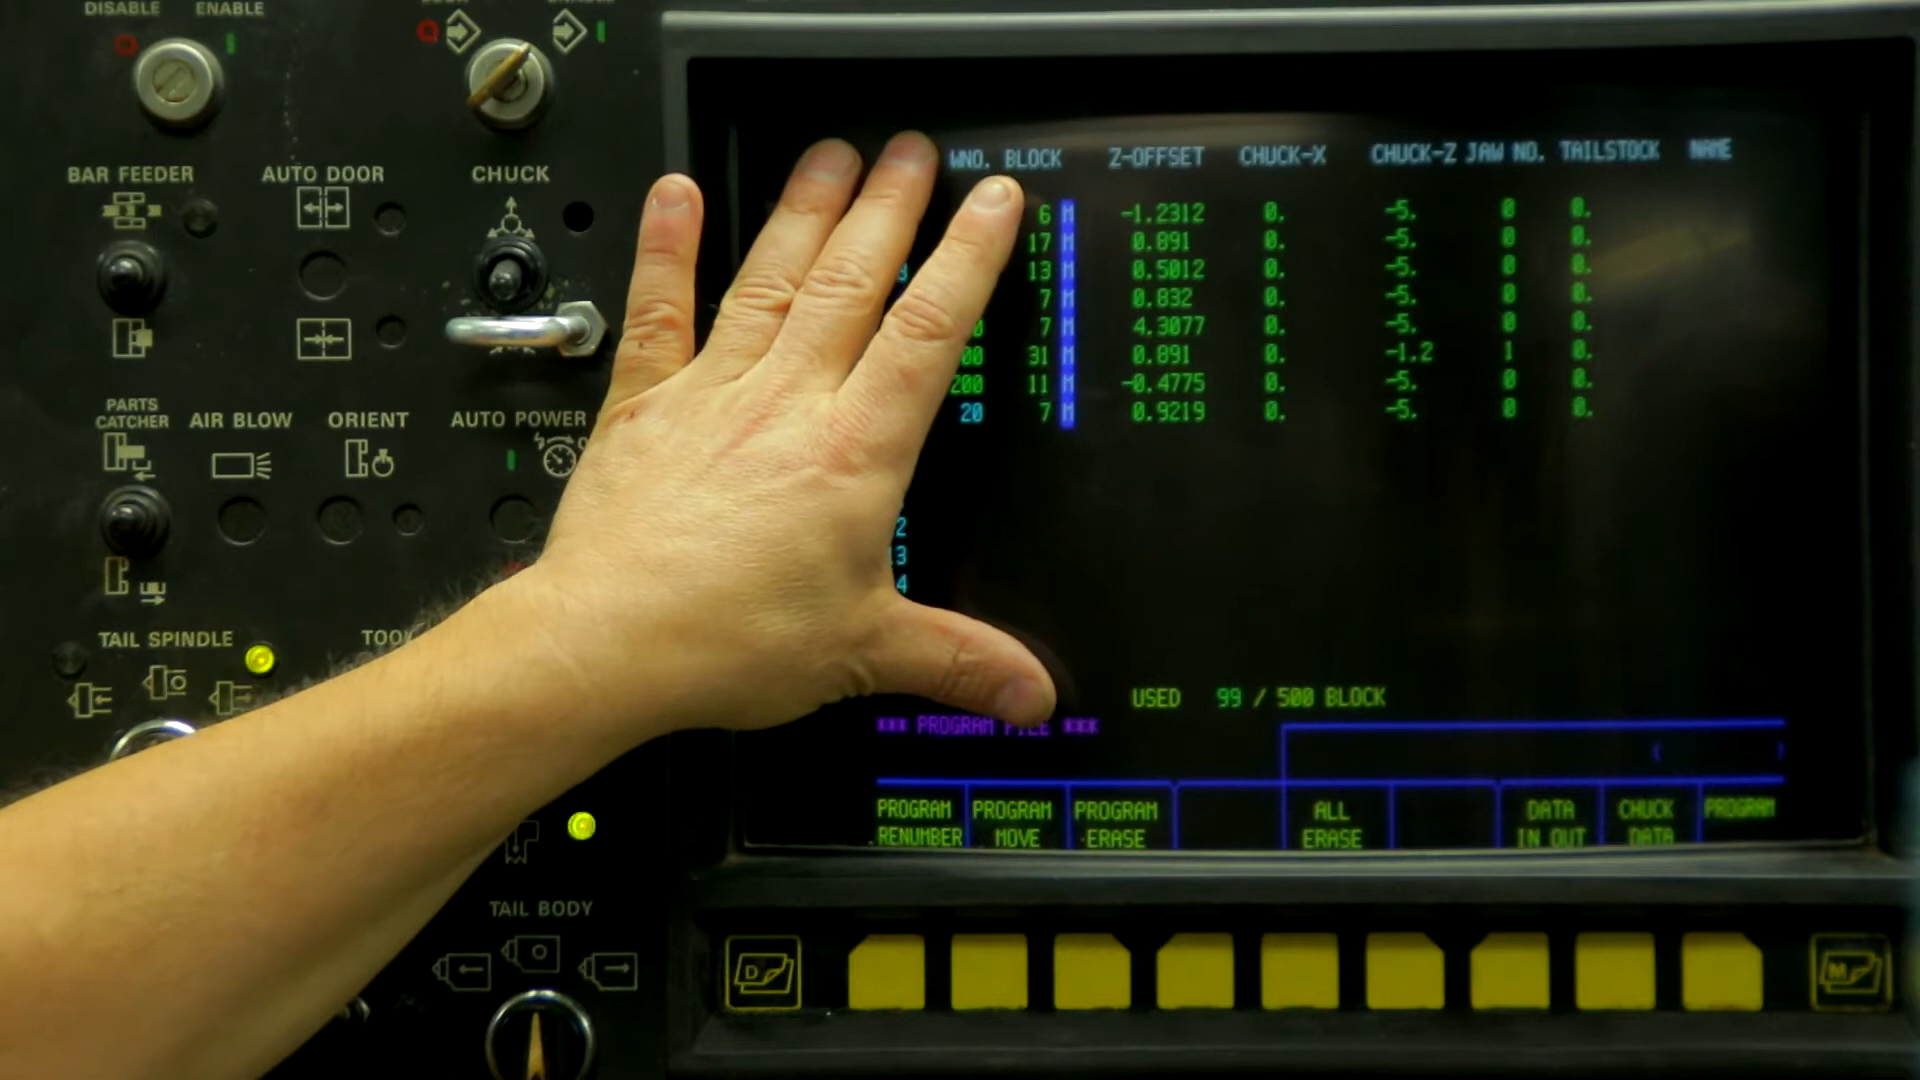 DISABLE ENABLE
BAR FEEDER AUTO DOOR CHUCK
PARTS
CATCHER AIR BLOW ORIENT AUTO POWER
TAIL SPINDLE
TAIL BODY
WNO. BLOCK Z-OFFSET CHUCK-X CHUCK-Z JAW NO. TAILSTOCK NAME
6 M -1.2312 0. -5. 0 0.
17 M 0.891 0. -5. 0 0.
13 M 0.5012 0. -5. 0 0.
7 M 0.832 0. -5. 0 0.
7 M 4.3077 0. -5. 0 0.
31 M 0.891 0. -1.2 1 0.
200 11 M -0.4775 0. -5. 0 0.
20 7 M 0.9219 0. -5. 0 0.
USED 99 / 500 BLOCK
*** PROGRAM FILE ***
( )
PROGRAM RENUMBER
PROGRAM MOVE
PROGRAM ERASE
ALL ERASE
DATA IN OUT
CHUCK DATA
PROGRAM
D M